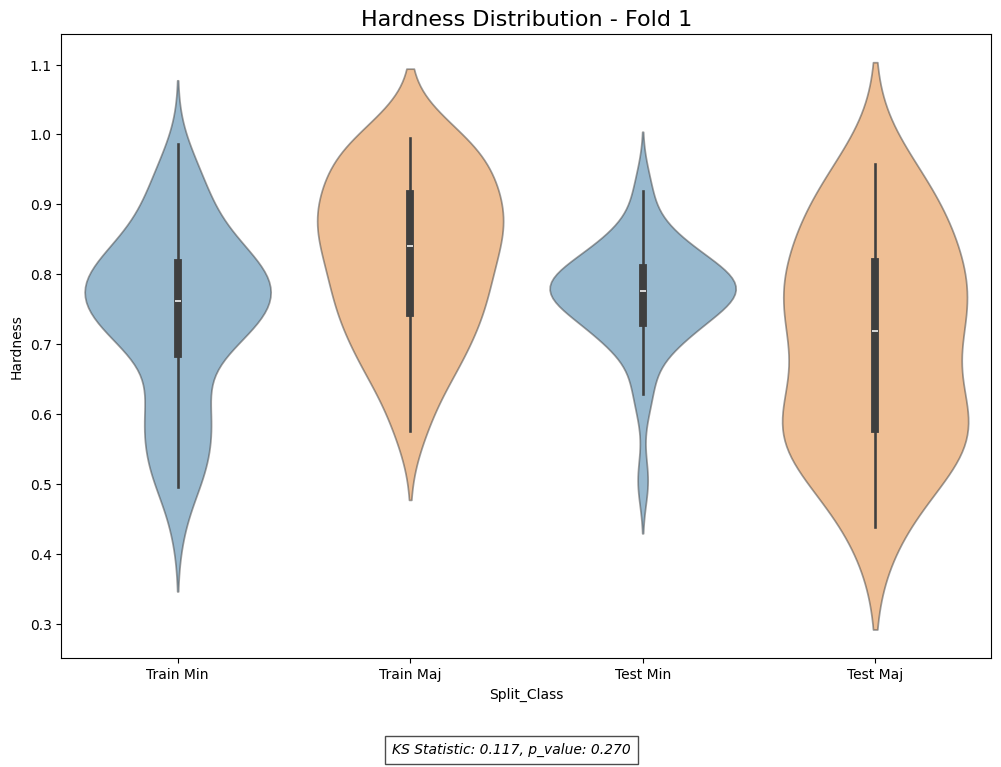 Hardness Distribution - Fold 1
Hardness
1.1
1.0
0.9
0.8
0.7
0.6
0.5
0.4
0.3
Train Min
Train Maj
Test Min
Test Maj
Split_Class
KS Statistic: 0.117, p_value: 0.270